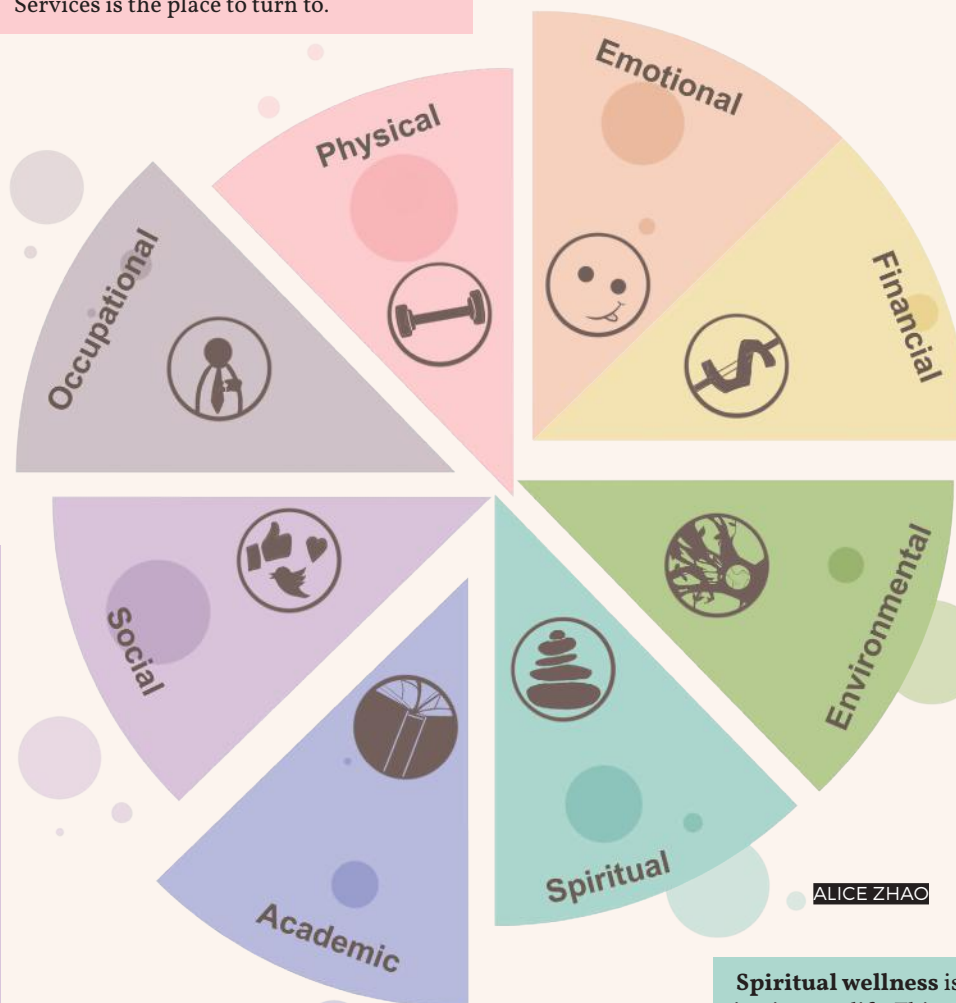 Services is the place to turn to.
Emotional
Physical
Occupational
Financial
Social
Environmental
Spiritual
Academic
ALICE ZHAO
Spiritual wellness is